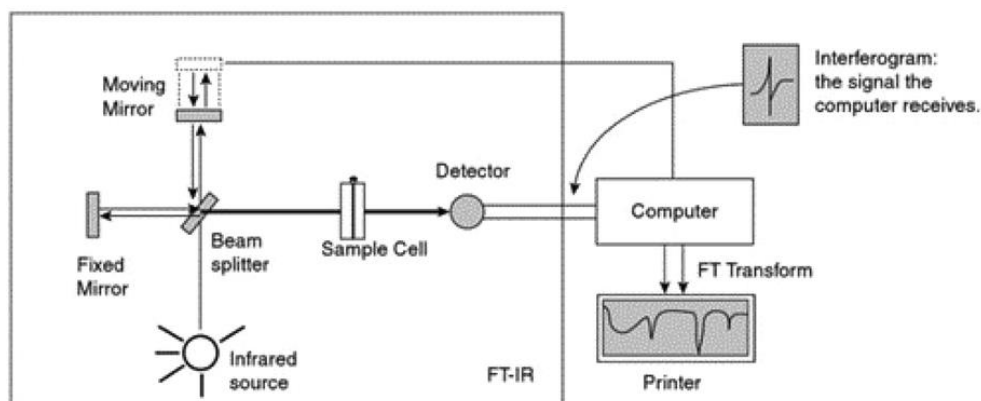 Moving
Mirror
Interferogram:
the signal the
computer receives.
Detector
Computer
Beam
splitter
Sample Cell
Fixed
Mirror
FT Transform
Infrared
source
FT-IR
Printer